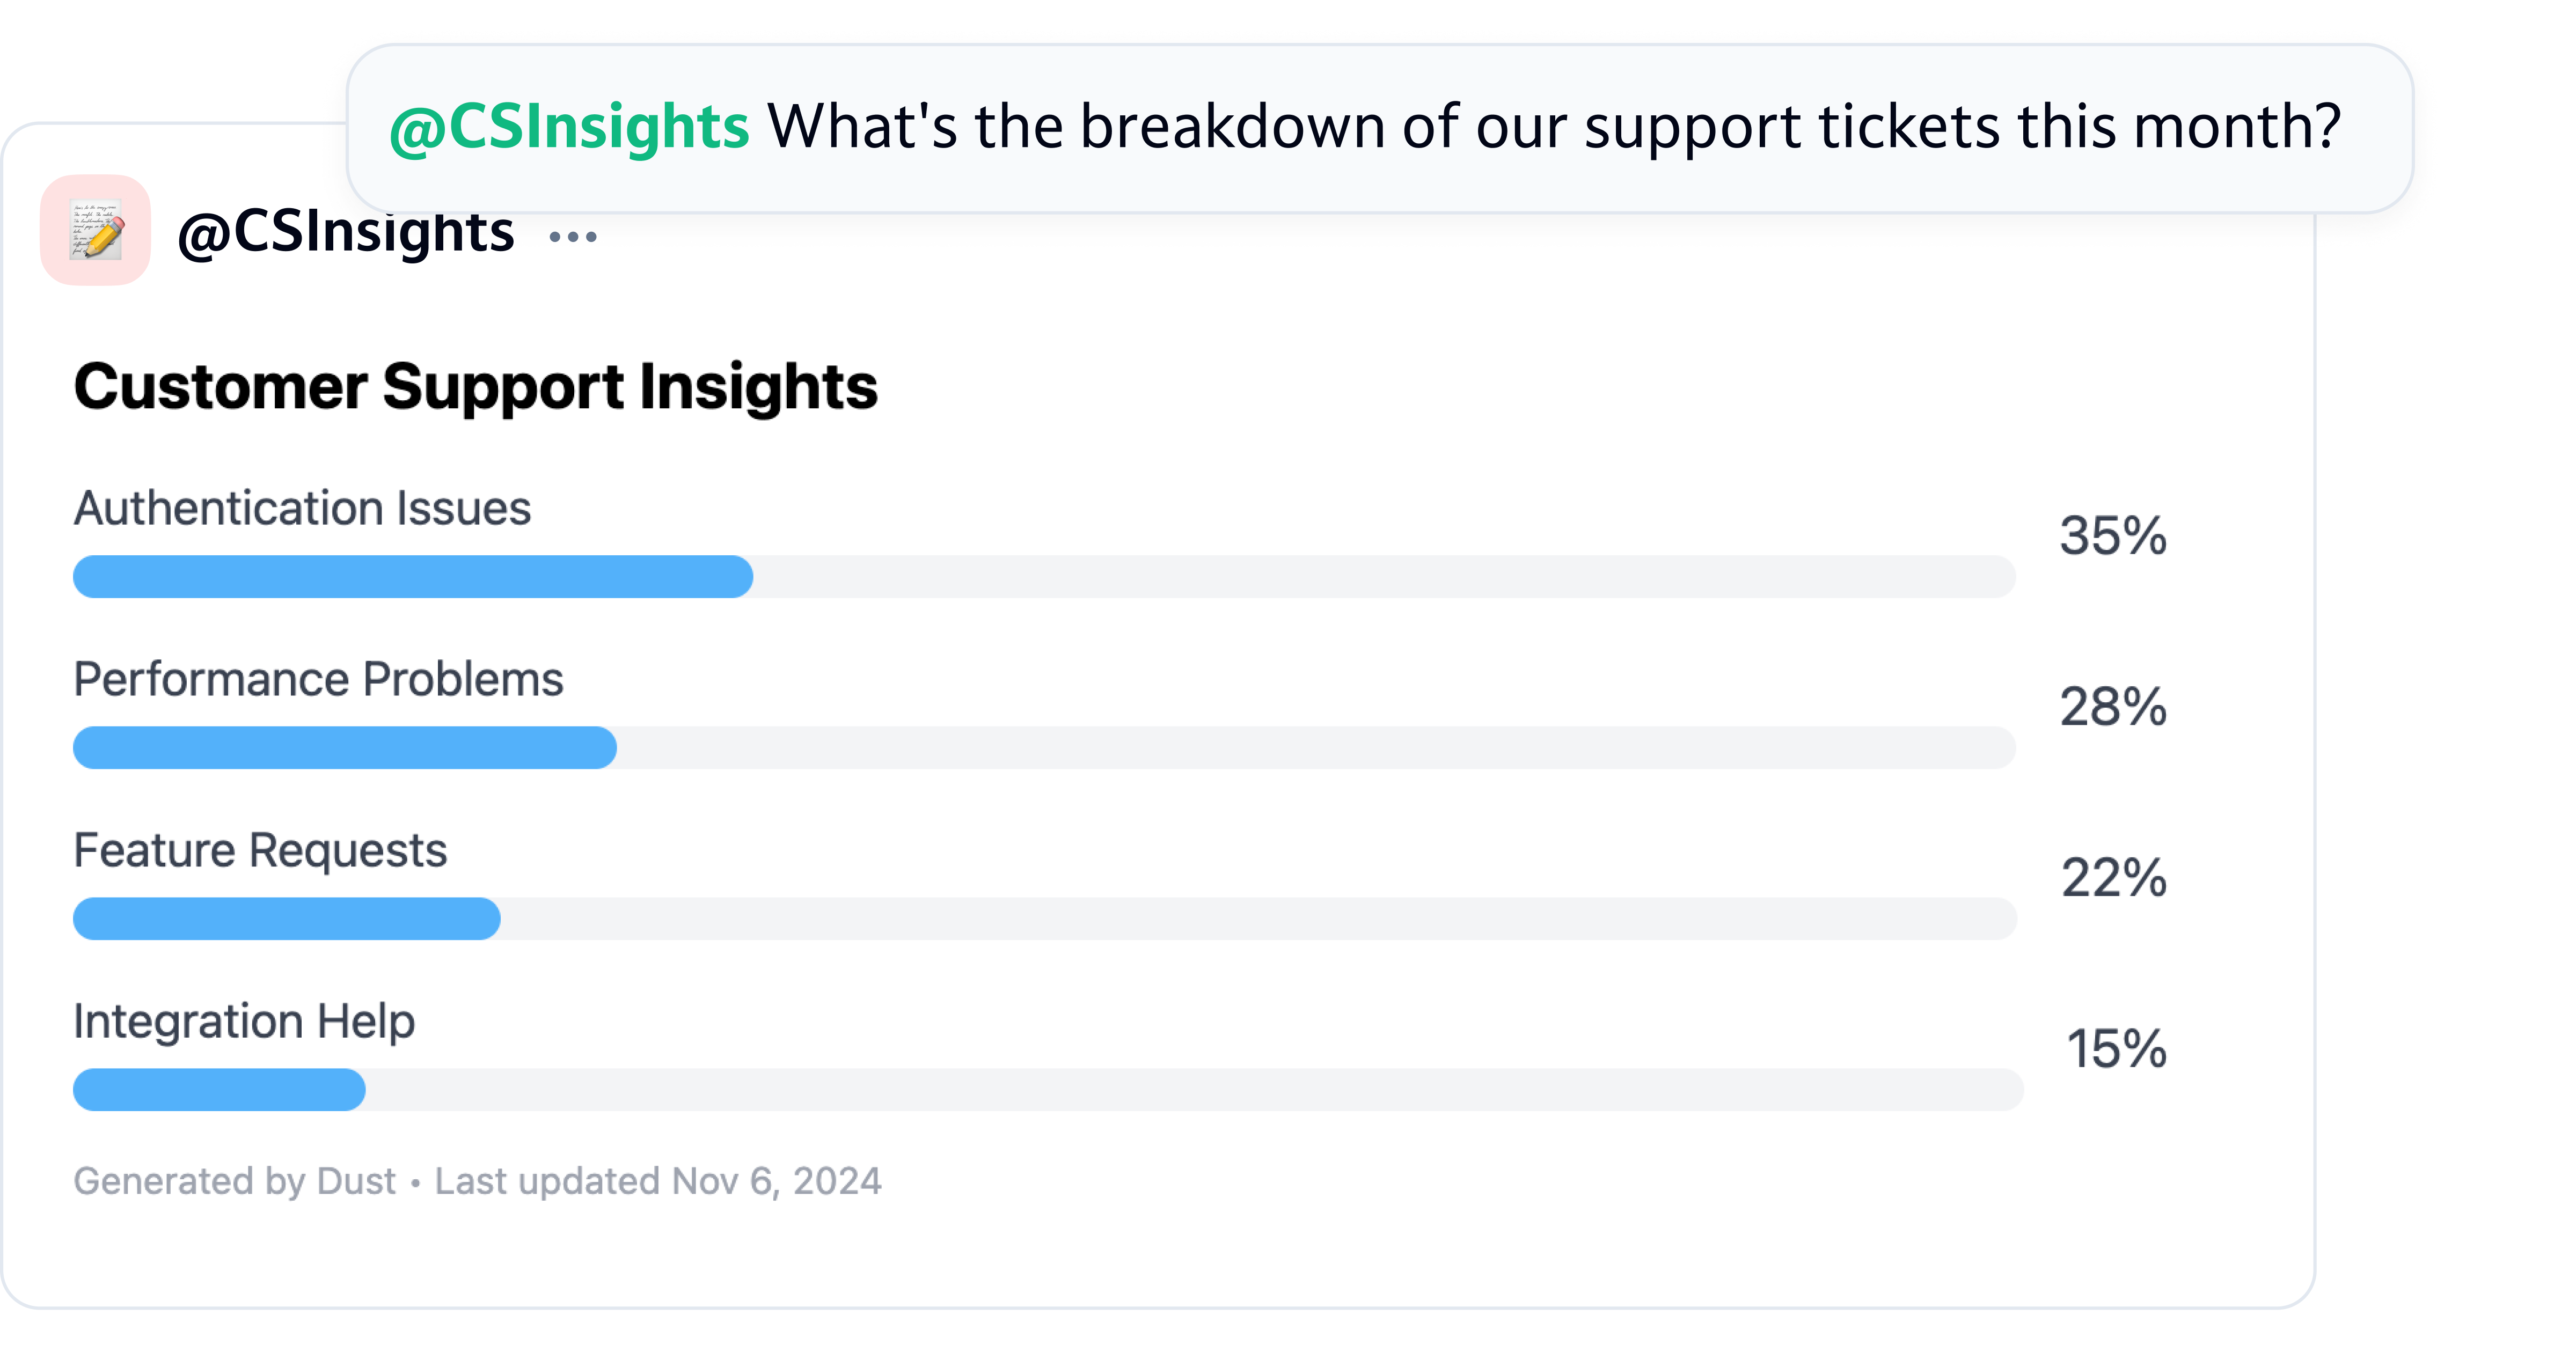 @CSInsights What's the breakdown of our support tickets this month?
@CSInsights
Customer Support Insights
Authentication Issues
35%
Performance Problems
28%
Feature Requests
22%
Integration Help
15%
Generated by Dust • Last updated Nov 6, 2024